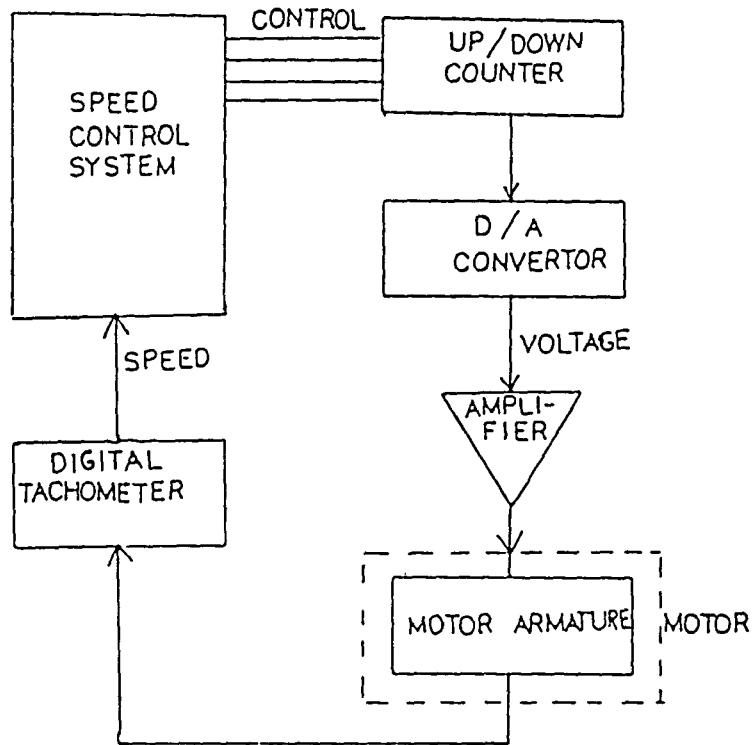 CONTROL
UP/DOWN
COUNTER
SPEED
CONTROL
SYSTEM
D/A
CONVERTOR
VOLTAGE
SPEED
AMPLI-
FIER
DIGITAL
TACHOMETER
MOTOR ARMATURE
MOTOR